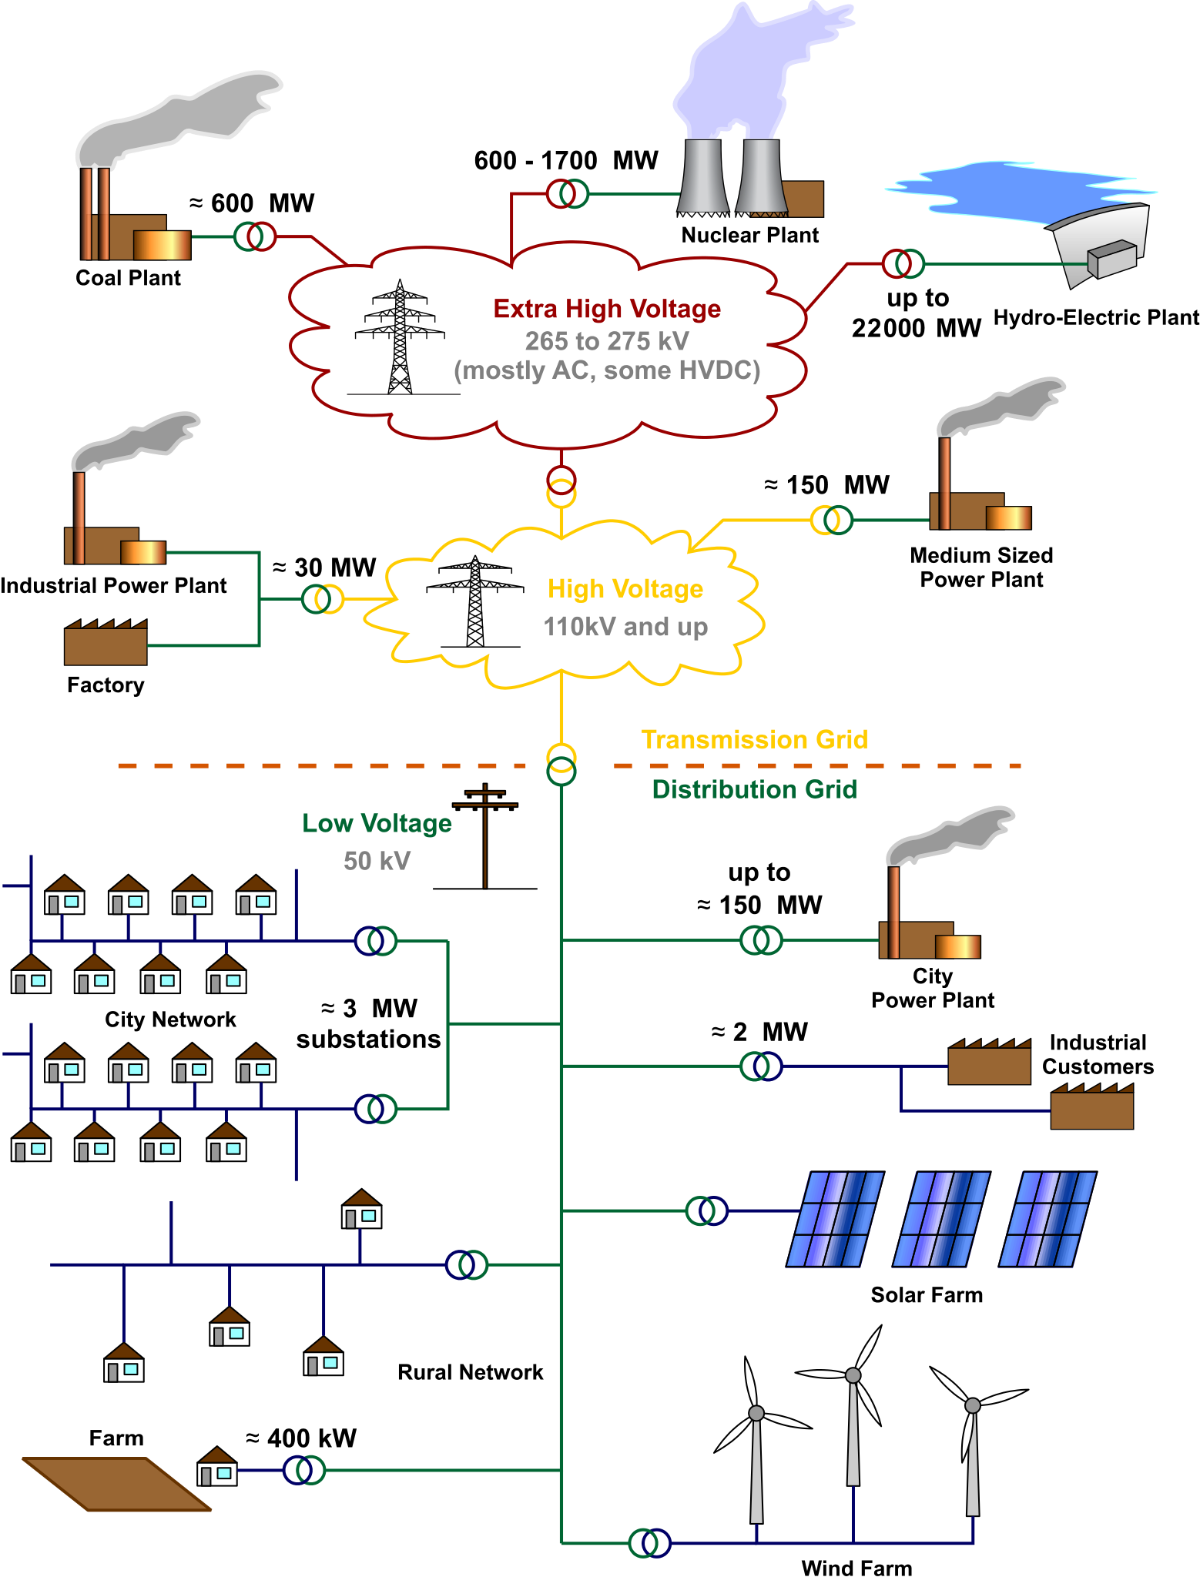 600 - 1700 MW
≈ 600 MW
Nuclear Plant
Coal Plant
up to
22000 MW
Hydro-Electric Plant
Extra High Voltage
265 to 275 kV
(mostly AC, some HVDC)
≈ 150 MW
Medium Sized
Power Plant
≈ 30 MW
Industrial Power Plant
High Voltage
110kV and up
Factory
Transmission Grid
Distribution Grid
Low Voltage
50 kV
up to
≈ 150 MW
City
Power Plant
City Network
≈ 3 MW
substations
≈ 2 MW
Industrial
Customers
Solar Farm
Rural Network
Farm
≈ 400 kW
Wind Farm